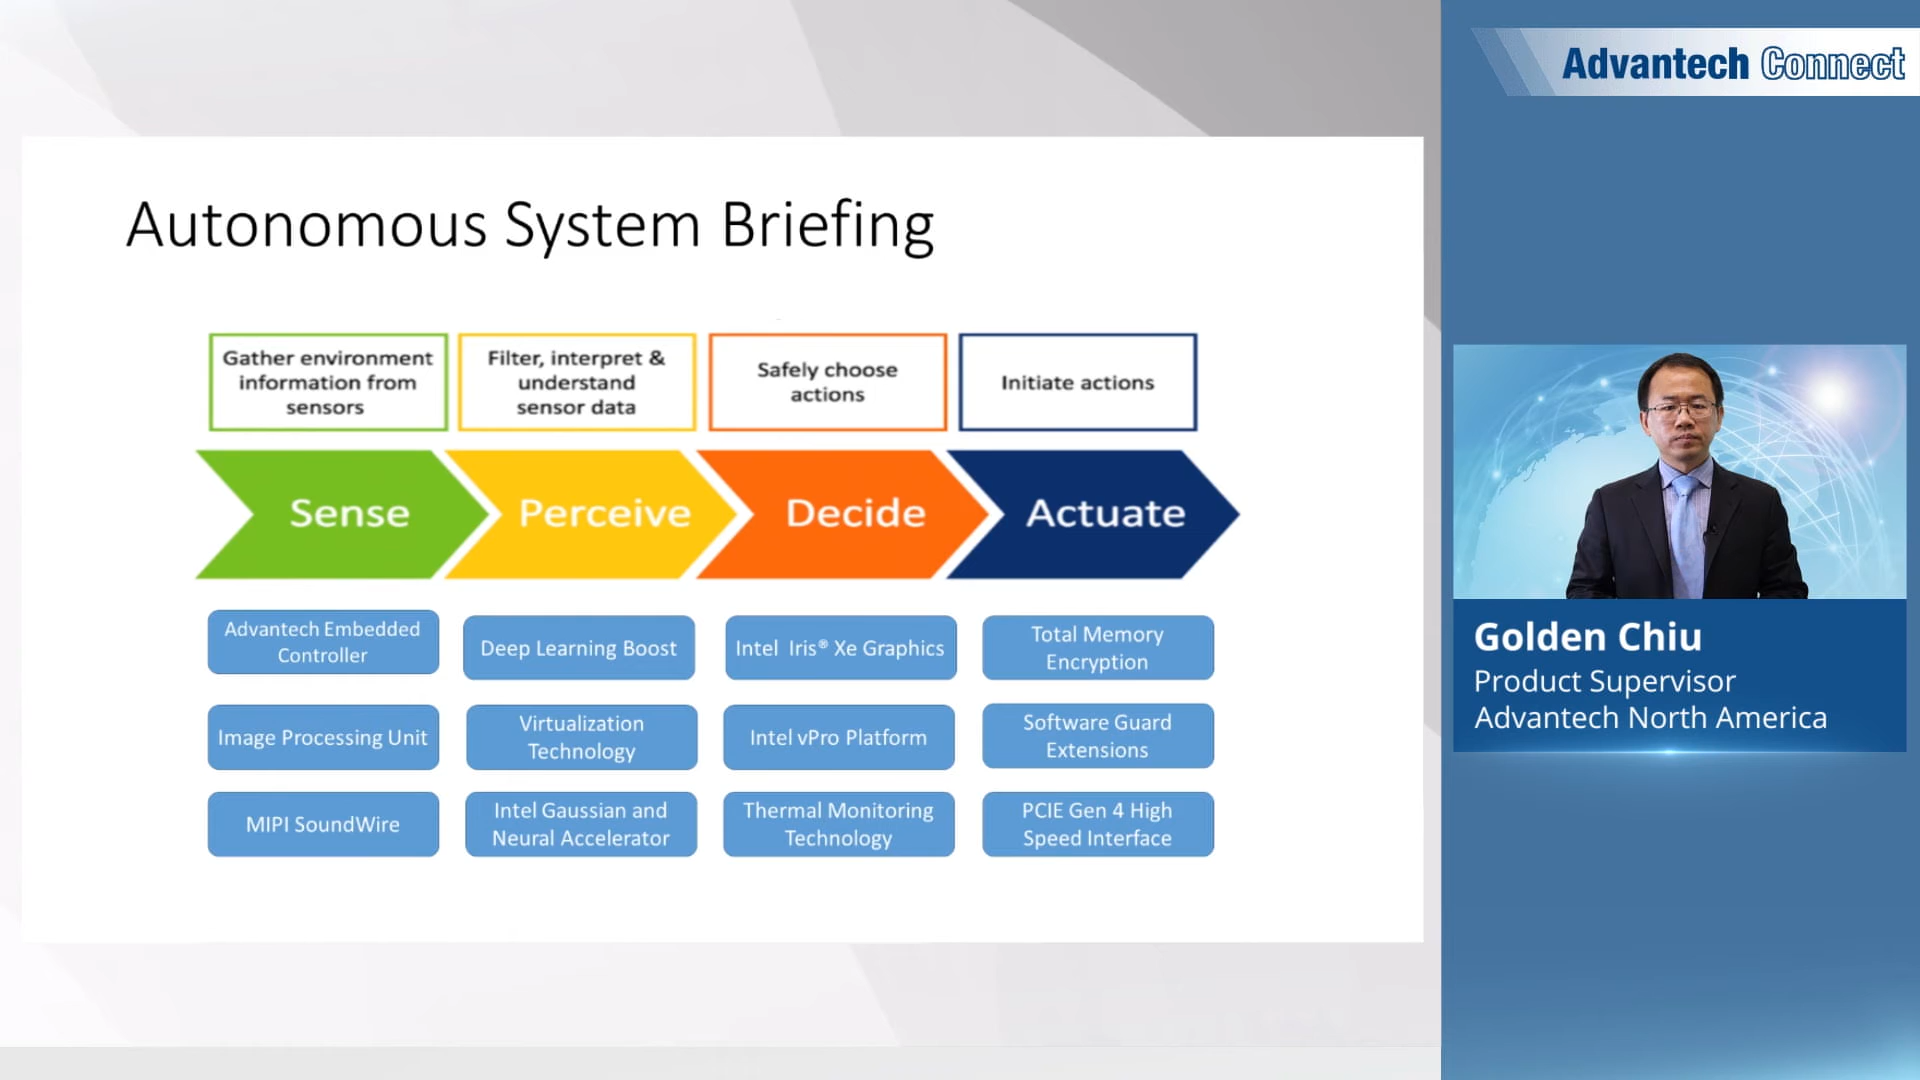 Advantech Connect
Autonomous System Briefing
Gather environment
information from
sensors
Filter, interpret &
understand
sensor data
Safely choose
actions
Initiate actions
Sense
Perceive
Decide
Actuate
Advantech Embedded
Controller
Deep Learning Boost
Intel Iris® Xe Graphics
Total Memory
Encryption
Image Processing Unit
Virtualization
Technology
Intel vPro Platform
Software Guard
Extensions
MIPI SoundWire
Intel Gaussian and
Neural Accelerator
Thermal Monitoring
Technology
PCIE Gen 4 High
Speed Interface
Golden Chiu
Product Supervisor
Advantech North America